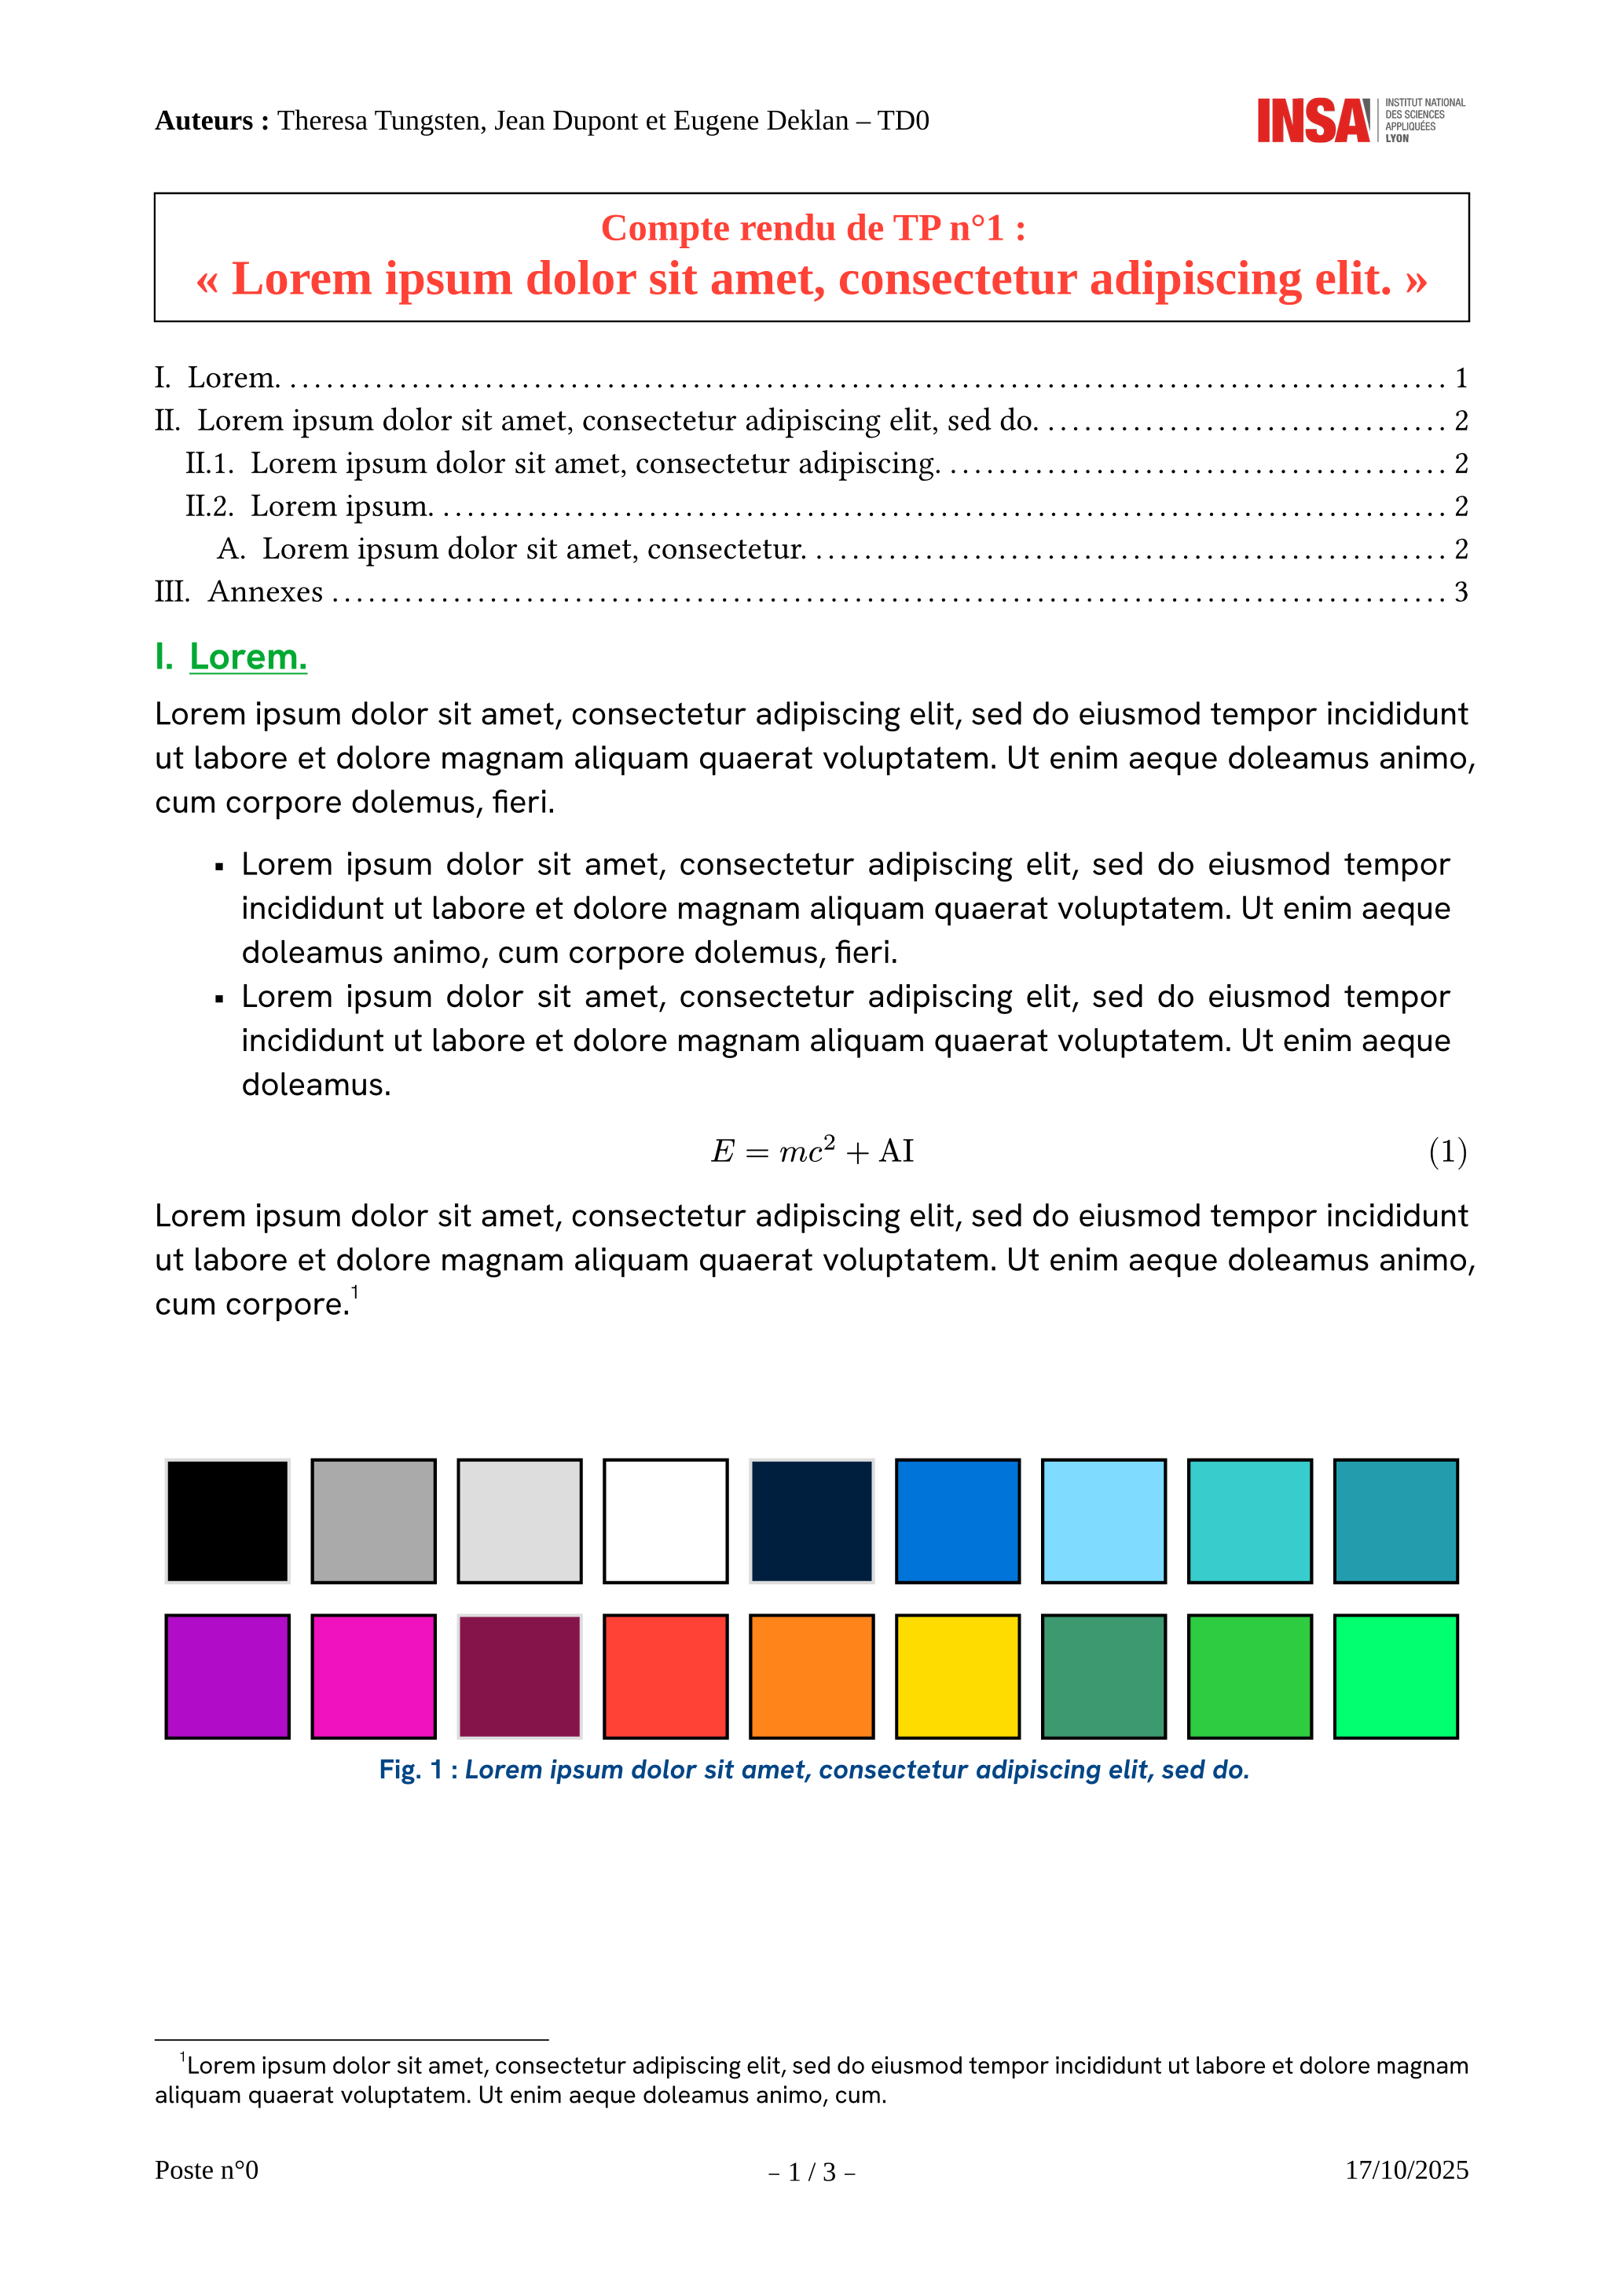 Auteurs : Theresa Tungsten, Jean Dupont et Eugene Deklan – TD0
INSA
INSTITUT NATIONAL
DES SCIENCES
APPLIQUÉES
LYON
Compte rendu de TP n°1 :
« Lorem ipsum dolor sit amet, consectetur adipiscing elit. »
I. Lorem. ........................................ 1
II. Lorem ipsum dolor sit amet, consectetur adipiscing elit, sed do. ........................................ 2
II.1. Lorem ipsum dolor sit amet, consectetur adipiscing. ........................................ 2
II.2. Lorem ipsum. ........................................ 2
A. Lorem ipsum dolor sit amet, consectetur. ........................................ 2
III. Annexes ........................................ 3
I. Lorem.
Lorem ipsum dolor sit amet, consectetur adipiscing elit, sed do eiusmod tempor incididunt
ut labore et dolore magnam aliquam quaerat voluptatem. Ut enim aeque doleamus animo,
cum corpore dolemus, fieri.
▪ Lorem ipsum dolor sit amet, consectetur adipiscing elit, sed do eiusmod tempor
incididunt ut labore et dolore magnam aliquam quaerat voluptatem. Ut enim aeque
doleamus animo, cum corpore dolemus, fieri.
▪ Lorem ipsum dolor sit amet, consectetur adipiscing elit, sed do eiusmod tempor
incididunt ut labore et dolore magnam aliquam quaerat voluptatem. Ut enim aeque
doleamus.
E = mc² + AI (1)
Lorem ipsum dolor sit amet, consectetur adipiscing elit, sed do eiusmod tempor incididunt
ut labore et dolore magnam aliquam quaerat voluptatem. Ut enim aeque doleamus animo,
cum corpore.¹
Fig. 1 : Lorem ipsum dolor sit amet, consectetur adipiscing elit, sed do.
¹Lorem ipsum dolor sit amet, consectetur adipiscing elit, sed do eiusmod tempor incididunt ut labore et dolore magnam
aliquam quaerat voluptatem. Ut enim aeque doleamus animo, cum.
Poste n°0
– 1 / 3 –
17/10/2025